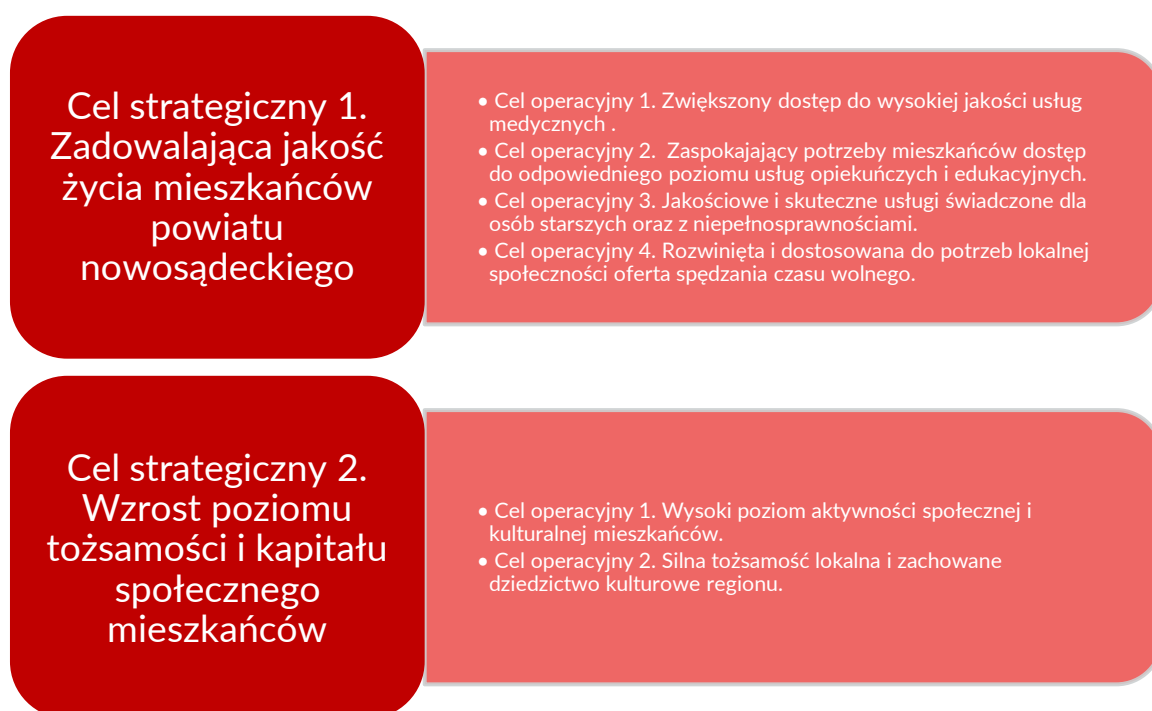 Cel strategiczny 1.
Zadowalająca jakość
życia mieszkańców
powiatu
nowosądeckiego
• Cel operacyjny 1. Zwiększony dostęp do wysokiej jakości usług
medycznych .
• Cel operacyjny 2.  Zaspokajający potrzeby mieszkańców dostęp
do odpowiedniego poziomu usług opiekuńczych i edukacyjnych.
• Cel operacyjny 3. Jakościowe i skuteczne usługi świadczone dla
osób starszych oraz z niepełnosprawnościami.
• Cel operacyjny 4. Rozwinięta i dostosowana do potrzeb lokalnej
społeczności oferta spędzania czasu wolnego.
Cel strategiczny 2.
Wzrost poziomu
tożsamości i kapitału
społecznego
mieszkańców
• Cel operacyjny 1. Wysoki poziom aktywności społecznej i
kulturalnej mieszkańców.
• Cel operacyjny 2. Silna tożsamość lokalna i zachowane
dziedzictwo kulturowe regionu.